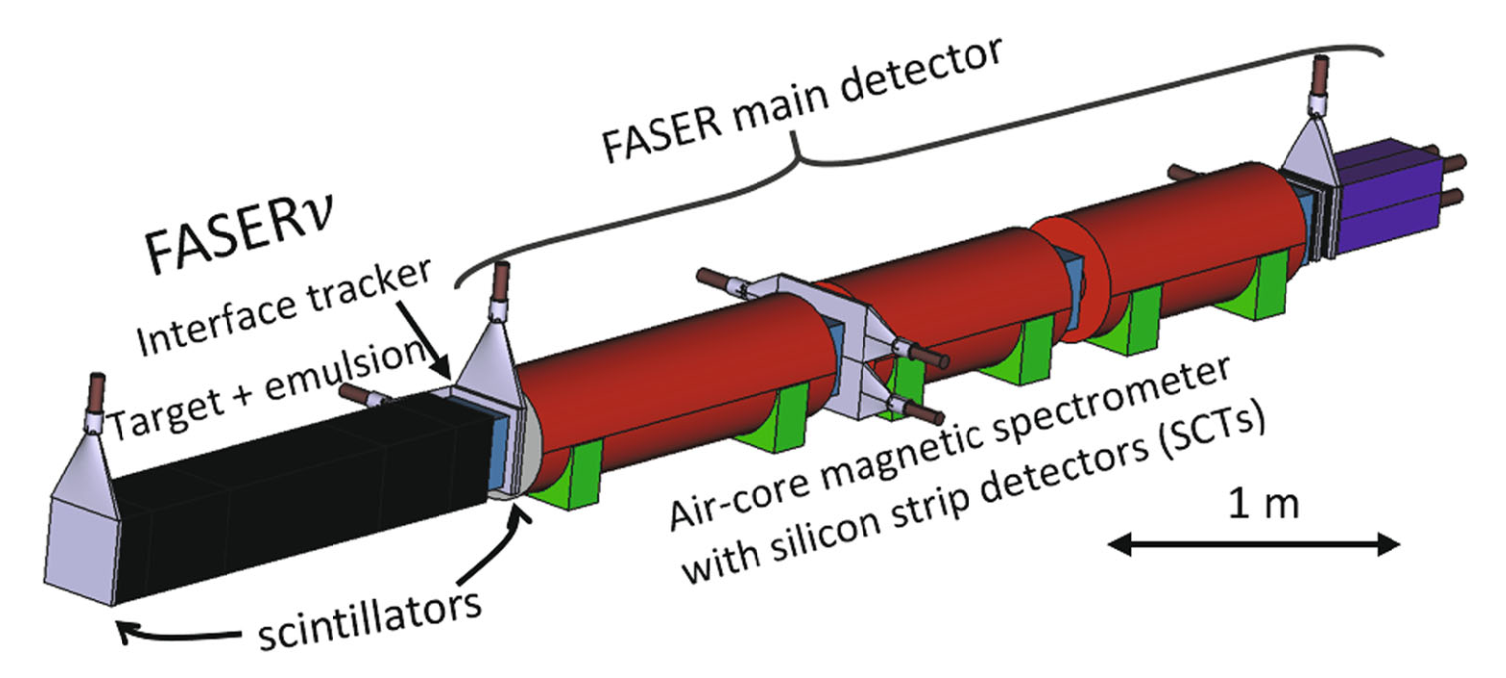 FASER main detector
FASERν
Interface tracker
Target + emulsion
Air-core magnetic spectrometer
with silicon strip detectors (SCTs)
1 m
scintillators